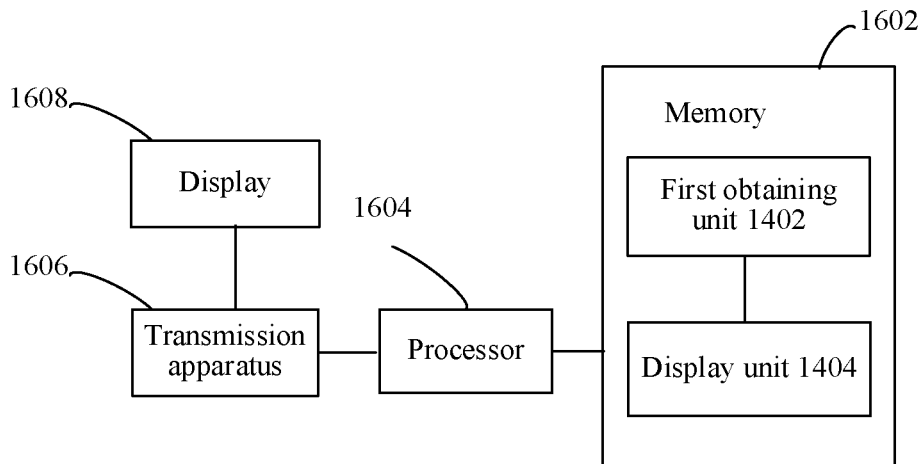 1602
1608
Memory
Display
First obtaining
unit 1402
1604
1606
Transmission
apparatus
Processor
Display unit 1404